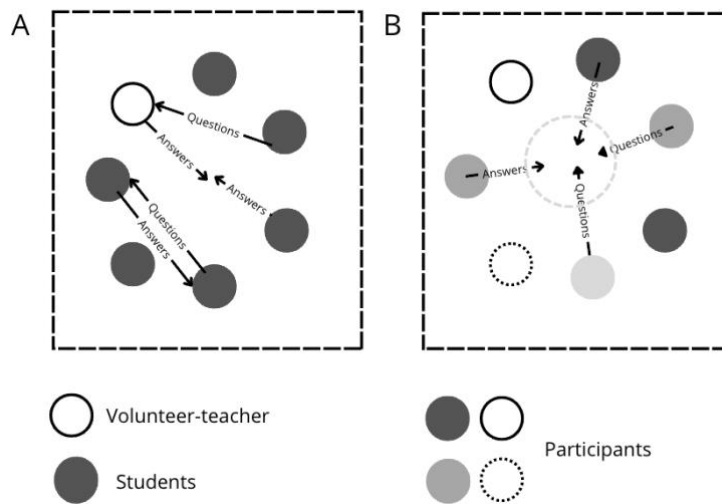 A
Questions
Answers
Answers
Questions
Answers
B
Answers
Questions
Answers
Questions
Volunteer-teacher
Students
Participants